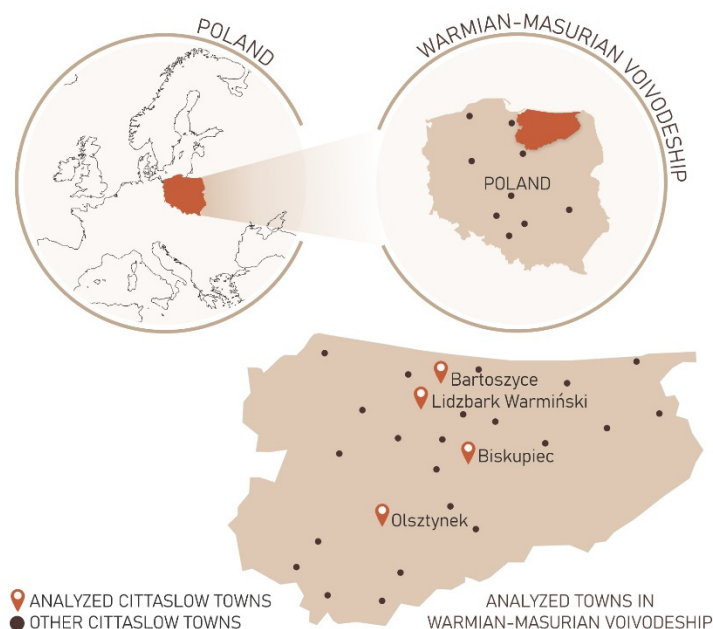 POLAND
WARMIAN-MASURIAN VOIVODESHIP
POLAND
Bartoszyce
Lidzbark Warmiński
Biskupiec
Olsztynek
ANALYZED CITTASLOW TOWNS
OTHER CITTASLOW TOWNS
ANALYZED TOWNS IN
WARMIAN-MASURIAN VOIVODESHIP